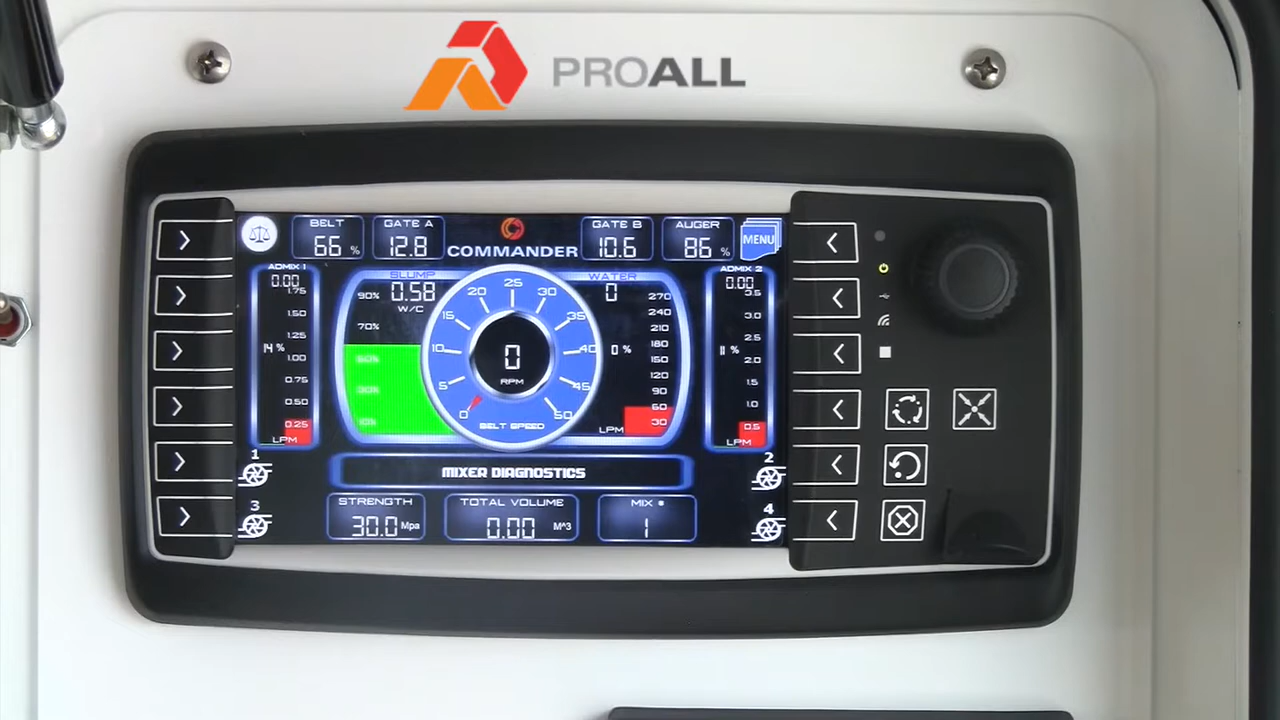 PROALL
BELT
66 %
GATE A
12.8
COMMANDER
GATE B
10.6
AUGER
86 %
MENU
ADMIX 1
0.00
1.75
1.50
1.25
14 %
1.00
0.75
0.50
0.25
LPM
SLUMP
0.58
W/C
90%
70%
50%
30%
10%
0
5
10
15
20
25
30
35
40
45
50
0
RPM
BELT SPEED
WATER
0
270
240
210
180
0 %
150
120
90
60
30
LPM
ADMIX 2
0.00
3.5
3.0
2.5
11 %
2.0
1.5
1.0
0.5
LPM
1
2
MIXER DIAGNOSTICS
3
4
STRENGTH
30.0 Mpa
TOTAL VOLUME
0.00 M^3
MIX #
1